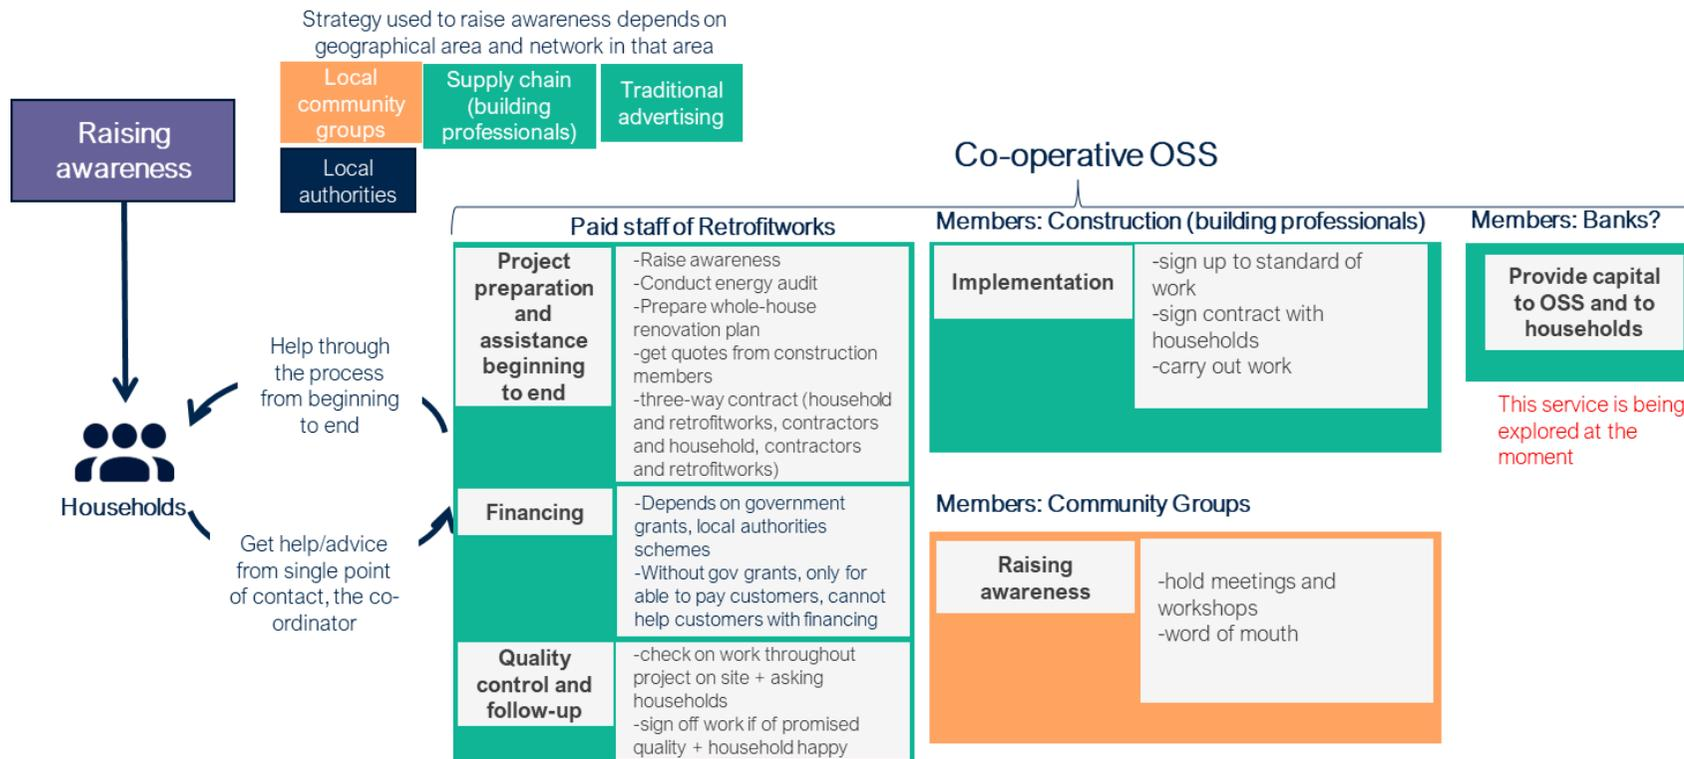 Strategy used to raise awareness depends on
geographical area and network in that area
Local
community
groups
Supply chain
(building
professionals)
Traditional
advertising
Local
authorities
Raising
awareness
Households
Help through
the process
from beginning
to end
Get help/advice
from single point
of contact, the co-
ordinator
Co-operative OSS
Paid staff of Retrofitworks
Project
preparation
and
assistance
beginning
to end
-Raise awareness
-Conduct energy audit
-Prepare whole-house
renovation plan
-get quotes from construction
members
-three-way contract (household
and retrofitworks, contractors
and household, contractors
and retrofitworks)
Financing
-Depends on government
grants, local authorities
schemes
-Without gov grants, only for
able to pay customers, cannot
help customers with financing
Quality
control and
follow-up
-check on work throughout
project on site + asking
households
-sign off work if of promised
quality + household happy
Members: Construction (building professionals)
Implementation
-sign up to standard of
work
-sign contract with
households
-carry out work
Members: Community Groups
Raising
awareness
-hold meetings and
workshops
-word of mouth
Members: Banks?
Provide capital
to OSS and to
households
This service is being
explored at the
moment